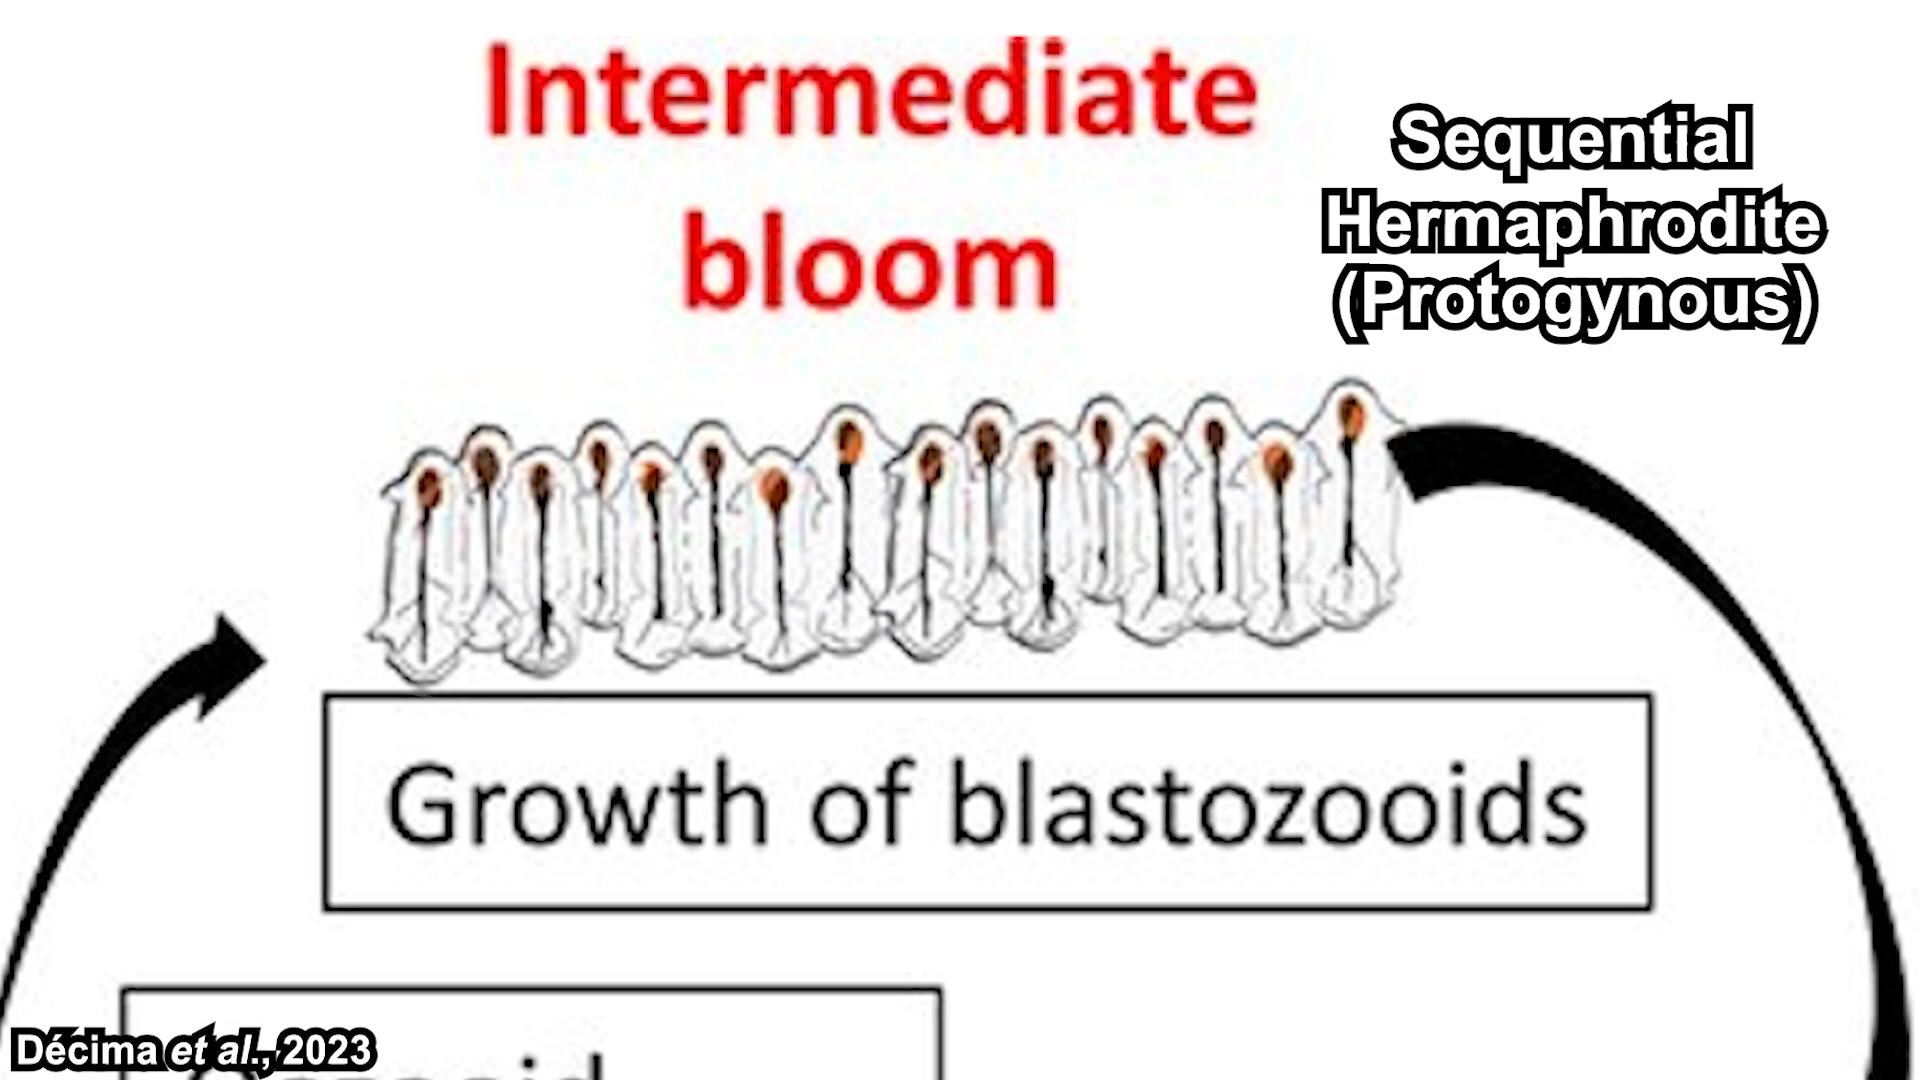 Intermediate
bloom
Sequential
Hermaphrodite
(Protogynous)
Growth of blastozooids
Décima et al., 2023